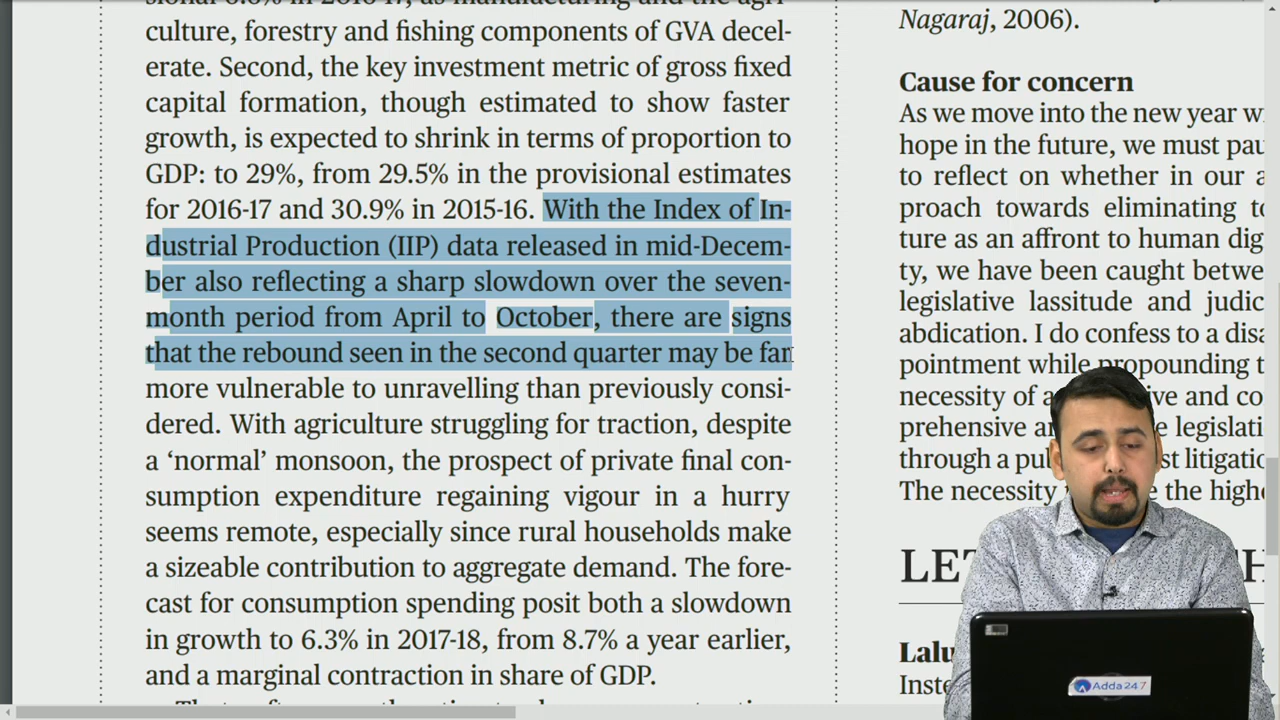 culture, forestry and fishing components of GVA decel-
erate. Second, the key investment metric of gross fixed
capital formation, though estimated to show faster
growth, is expected to shrink in terms of proportion to
GDP: to 29%, from 29.5% in the provisional estimates
for 2016-17 and 30.9% in 2015-16. With the Index of In-
dustrial Production (IIP) data released in mid-Decem-
ber also reflecting a sharp slowdown over the seven-
month period from April to October, there are signs
that the rebound seen in the second quarter may be far
more vulnerable to unravelling than previously consi-
dered. With agriculture struggling for traction, despite
a ‘normal’ monsoon, the prospect of private final con-
sumption expenditure regaining vigour in a hurry
seems remote, especially since rural households make
a sizeable contribution to aggregate demand. The fore-
cast for consumption spending posit both a slowdown
in growth to 6.3% in 2017-18, from 8.7% a year earlier,
and a marginal contraction in share of GDP.
Nagaraj, 2006).
Cause for concern
As we move into the new year
hope in the future, we must
to reflect on whether in our
proach towards eliminating
ture as an affront to human dig
ty, we have been caught
legislative lassitude and
abdication. I do confess to a
pointment while propounding
necessity of a ive and
prehensive legislati
through a st
The necessity the
LET
Lalu
Inste
Adda247